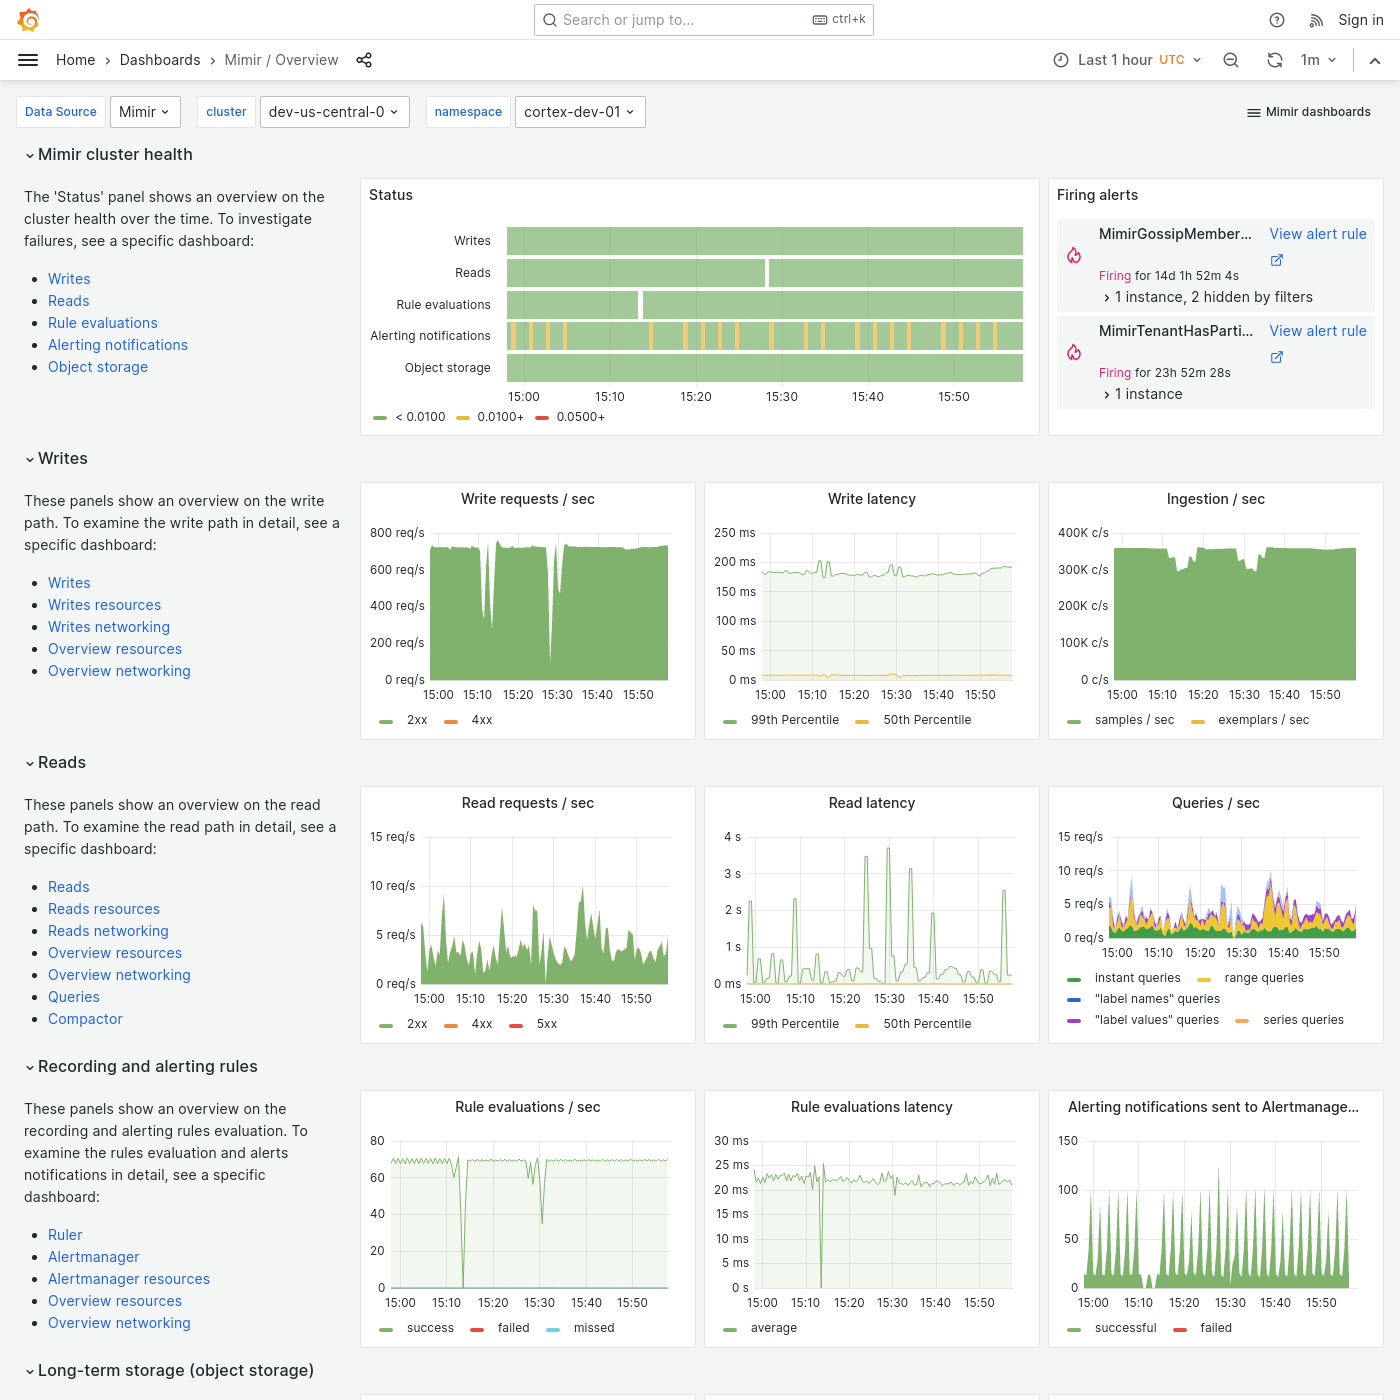 Search or jump to...
ctrl+k
Sign in
Home
Dashboards
Mimir / Overview
Last 1 hour UTC
1m
Data Source
Mimir
cluster
dev-us-central-0
namespace
cortex-dev-01
Mimir dashboards
Mimir cluster health
The 'Status' panel shows an overview on the
cluster health over the time. To investigate
failures, see a specific dashboard:
Writes
Reads
Rule evaluations
Alerting notifications
Object storage
Status
Writes
Reads
Rule evaluations
Alerting notifications
Object storage
15:00 15:10 15:20 15:30 15:40 15:50
< 0.0100 0.0100+ 0.0500+
Firing alerts
MimirGossipMember... View alert rule
Firing for 14d 1h 52m 4s
1 instance, 2 hidden by filters
MimirTenantHasParti... View alert rule
Firing for 23h 52m 28s
1 instance
Writes
These panels show an overview on the write
path. To examine the write path in detail, see a
specific dashboard:
Writes
Writes resources
Writes networking
Overview resources
Overview networking
Write requests / sec
800 req/s
600 req/s
400 req/s
200 req/s
0 req/s
15:00 15:10 15:20 15:30 15:40 15:50
2xx 4xx
Write latency
250 ms
200 ms
150 ms
100 ms
50 ms
0 ms
15:00 15:10 15:20 15:30 15:40 15:50
99th Percentile 50th Percentile
Ingestion / sec
400K c/s
300K c/s
200K c/s
100K c/s
0 c/s
15:00 15:10 15:20 15:30 15:40 15:50
samples / sec exemplars / sec
Reads
These panels show an overview on the read
path. To examine the read path in detail, see a
specific dashboard:
Reads
Reads resources
Reads networking
Overview resources
Overview networking
Queries
Compactor
Read requests / sec
15 req/s
10 req/s
5 req/s
0 req/s
15:00 15:10 15:20 15:30 15:40 15:50
2xx 4xx 5xx
Read latency
4 s
3 s
2 s
1 s
0 ms
15:00 15:10 15:20 15:30 15:40 15:50
99th Percentile 50th Percentile
Queries / sec
15 req/s
10 req/s
5 req/s
0 req/s
15:00 15:10 15:20 15:30 15:40 15:50
instant queries range queries
"label names" queries
"label values" queries series queries
Recording and alerting rules
These panels show an overview on the
recording and alerting rules evaluation. To
examine the rules evaluation and alerts
notifications in detail, see a specific
dashboard:
Ruler
Alertmanager
Alertmanager resources
Overview resources
Overview networking
Rule evaluations / sec
80
60
40
20
0
15:00 15:10 15:20 15:30 15:40 15:50
success failed missed
Rule evaluations latency
30 ms
25 ms
20 ms
15 ms
10 ms
5 ms
0 s
15:00 15:10 15:20 15:30 15:40 15:50
average
Alerting notifications sent to Alertmanage...
150
100
50
0
15:00 15:10 15:20 15:30 15:40 15:50
successful failed
Long-term storage (object storage)